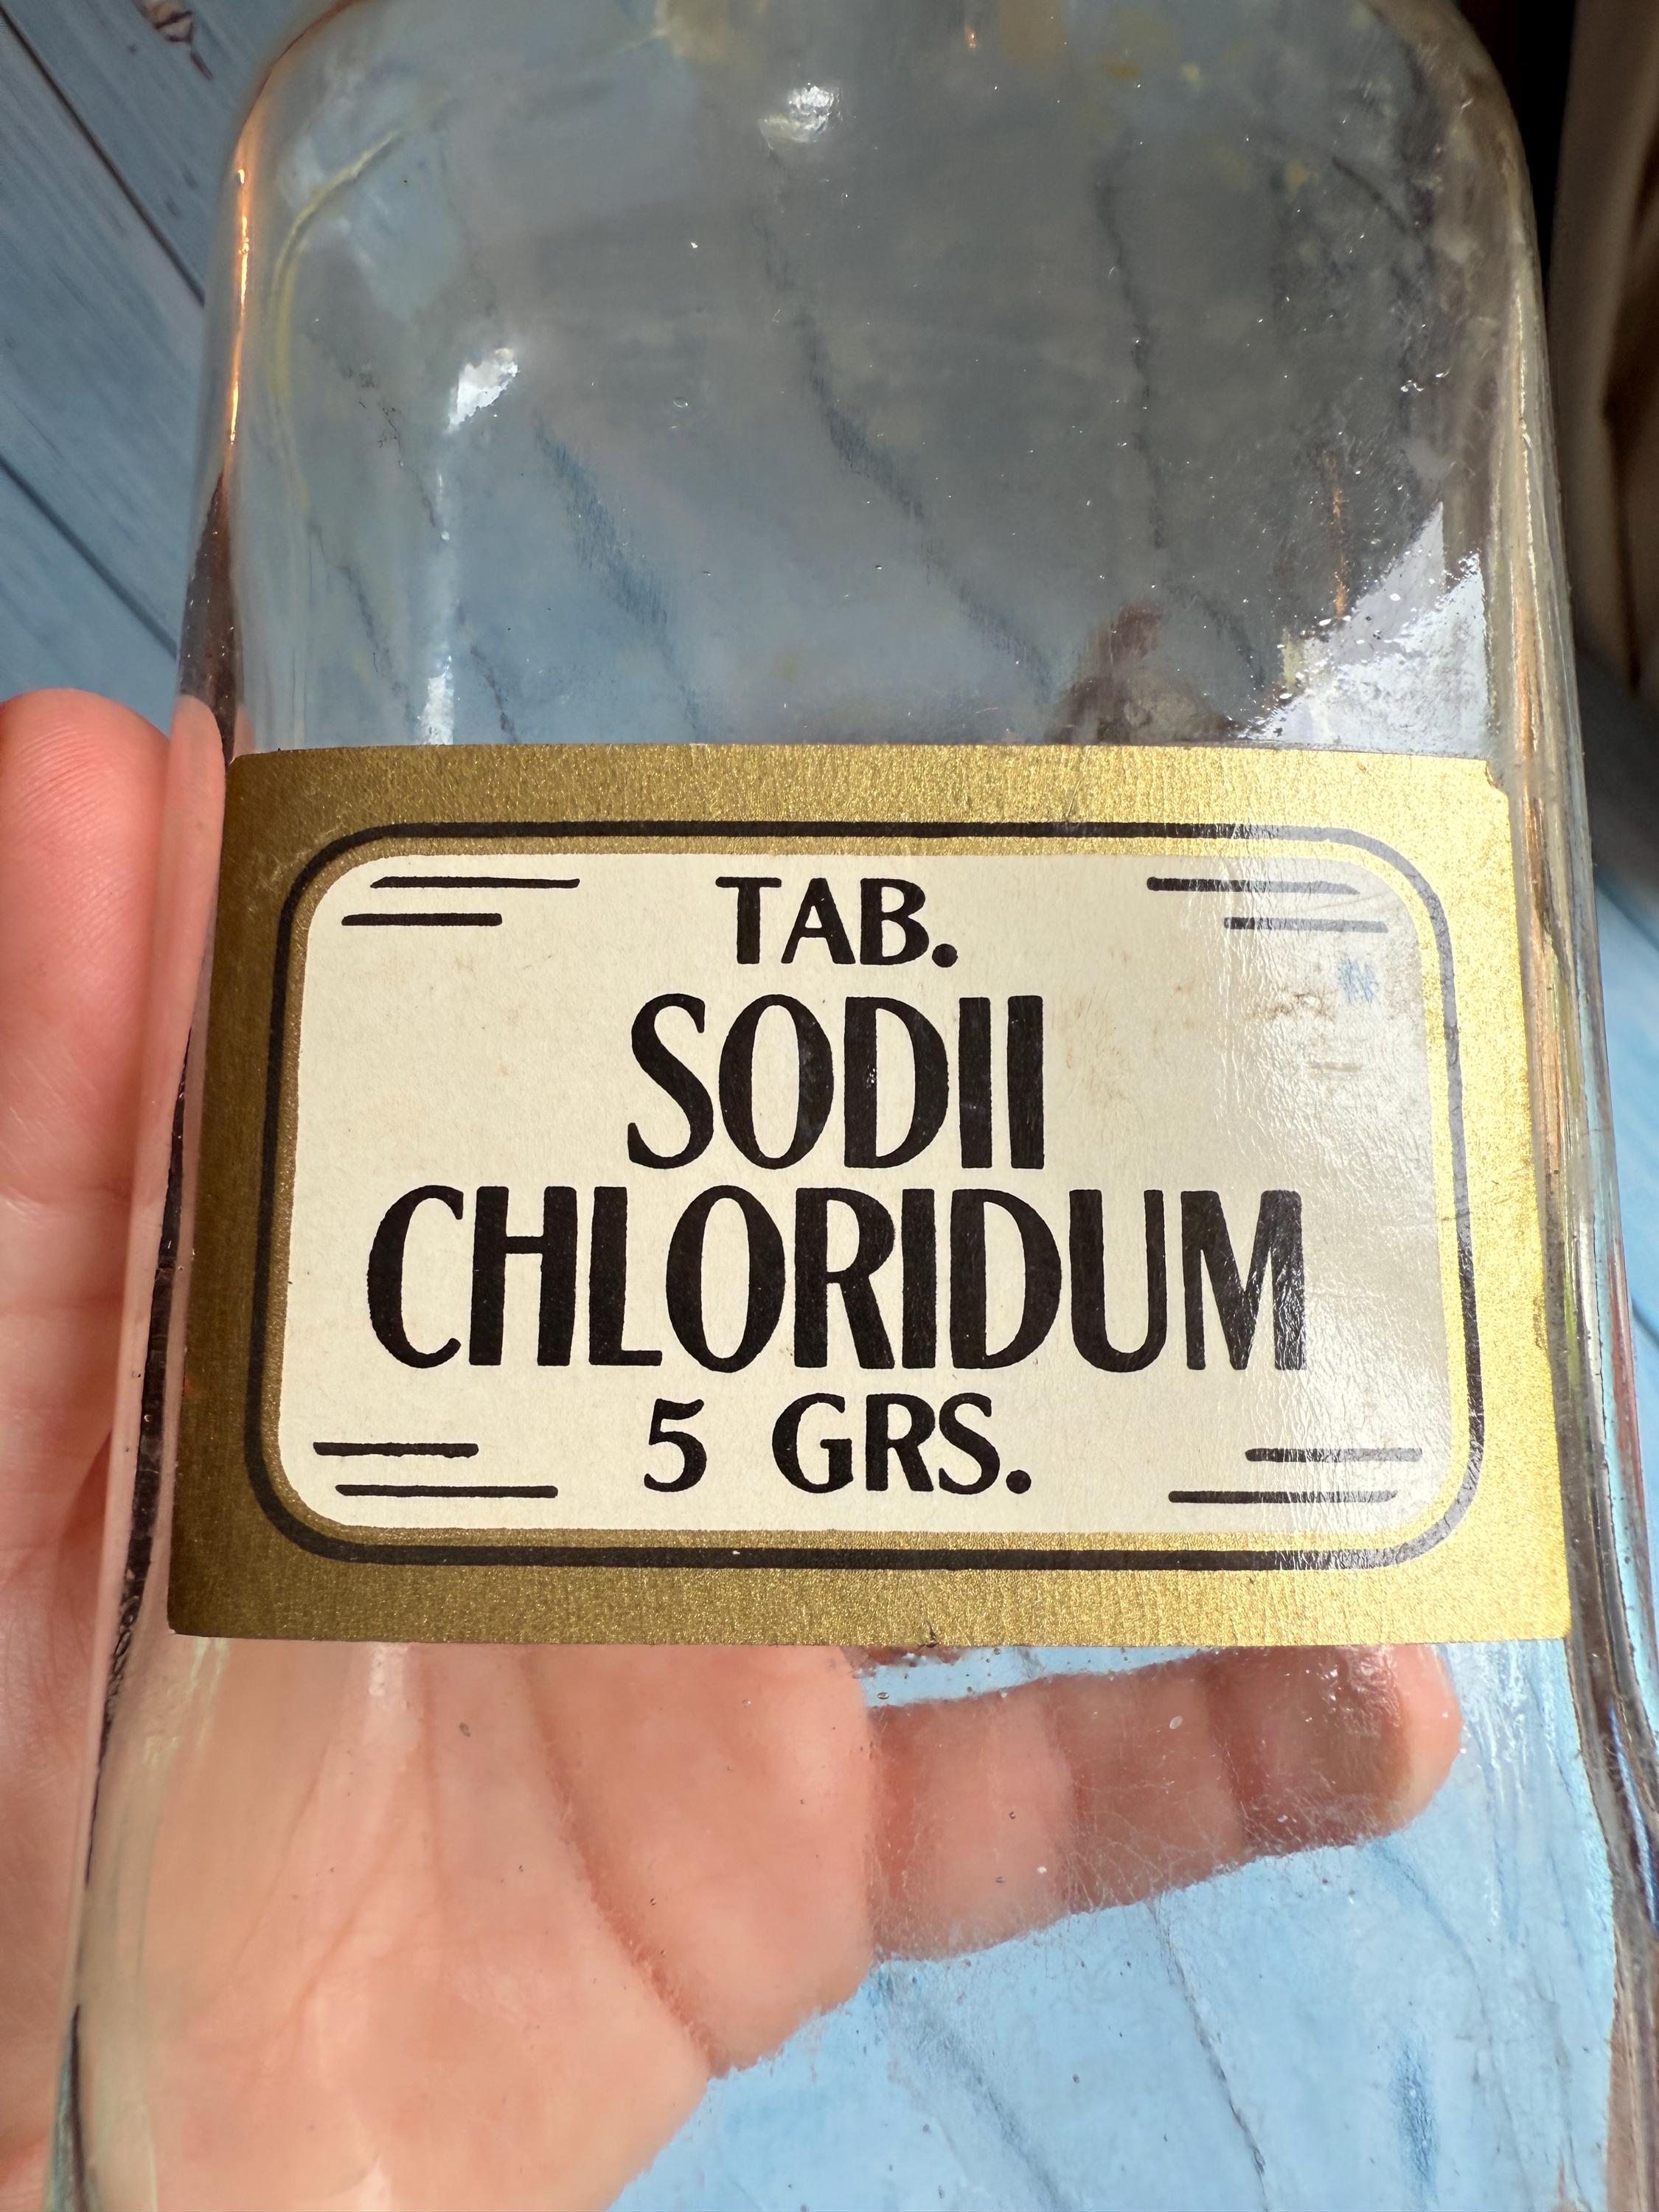 TAB.
SODII
CHLORIDUM
5 GRS.